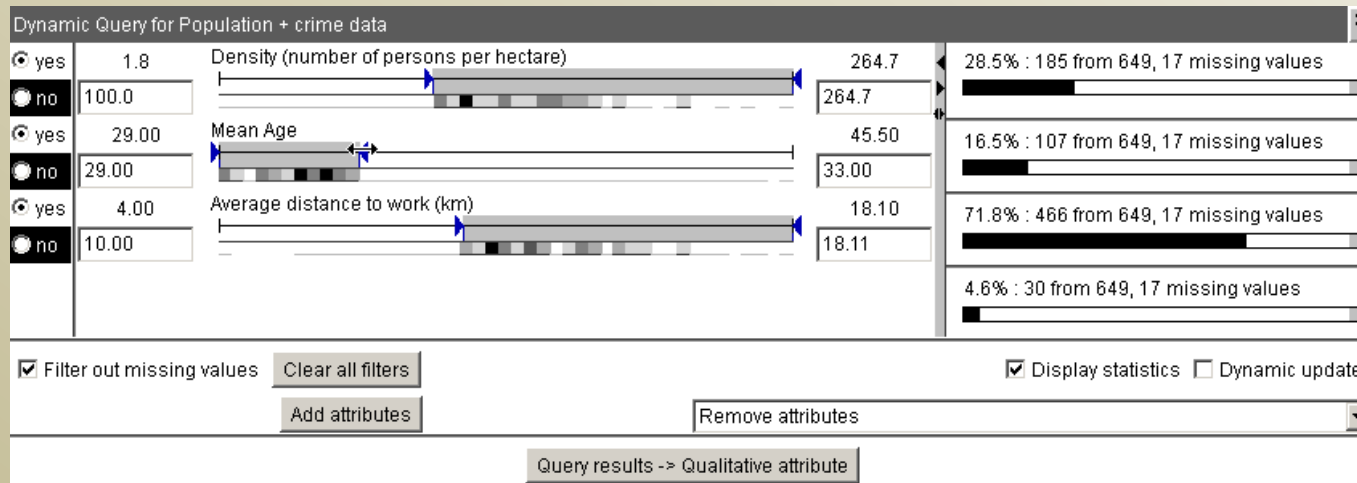 Dynamic Query for Population + crime data
yes 1.8 Density (number of persons per hectare) 264.7
no 100.0 264.7
28.5% : 185 from 649, 17 missing values
yes 29.00 Mean Age 45.50
no 29.00 33.00
16.5% : 107 from 649, 17 missing values
yes 4.00 Average distance to work (km) 18.10
no 10.00 18.11
71.8% : 466 from 649, 17 missing values
4.6% : 30 from 649, 17 missing values
Filter out missing values Clear all filters Display statistics Dynamic update
Add attributes Remove attributes
Query results -> Qualitative attribute